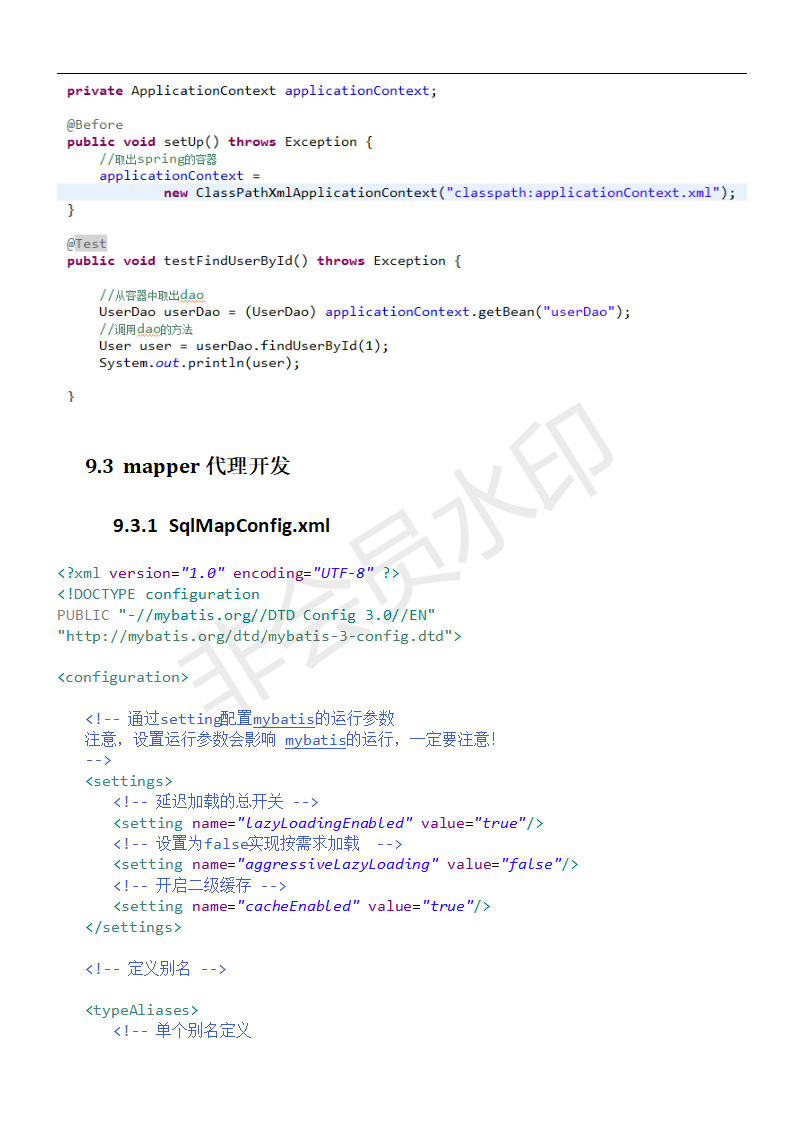 private ApplicationContext applicationContext;
@Before
public void setUp() throws Exception {
//取出spring的容器
applicationContext =
new ClassPathXmlApplicationContext("classpath:applicationContext.xml");
}
@Test
public void testFindUserById() throws Exception {
//从容器中取出dao
UserDao userDao = (UserDao) applicationContext.getBean("userDao");
//调用dao的方法
User user = userDao.findUserById(1);
System.out.println(user);
}
9.3 mapper 代理开发
9.3.1 SqlMapConfig.xml
<?xml version="1.0" encoding="UTF-8" ?>
<!DOCTYPE configuration
PUBLIC "-//mybatis.org//DTD Config 3.0//EN"
"http://mybatis.org/dtd/mybatis-3-config.dtd">
<configuration>
<!-- 通过setting配置mybatis的运行参数
注意，设置运行参数会影响 mybatis的运行，一定要注意！
-->
<settings>
<!-- 延迟加载的总开关 -->
<setting name="lazyLoadingEnabled" value="true"/>
<!-- 设置为false实现按需求加载 -->
<setting name="aggressiveLazyLoading" value="false"/>
<!-- 开启二级缓存 -->
<setting name="cacheEnabled" value="true"/>
</settings>
<!-- 定义别名 -->
<typeAliases>
<!-- 单个别名定义
非会员水印